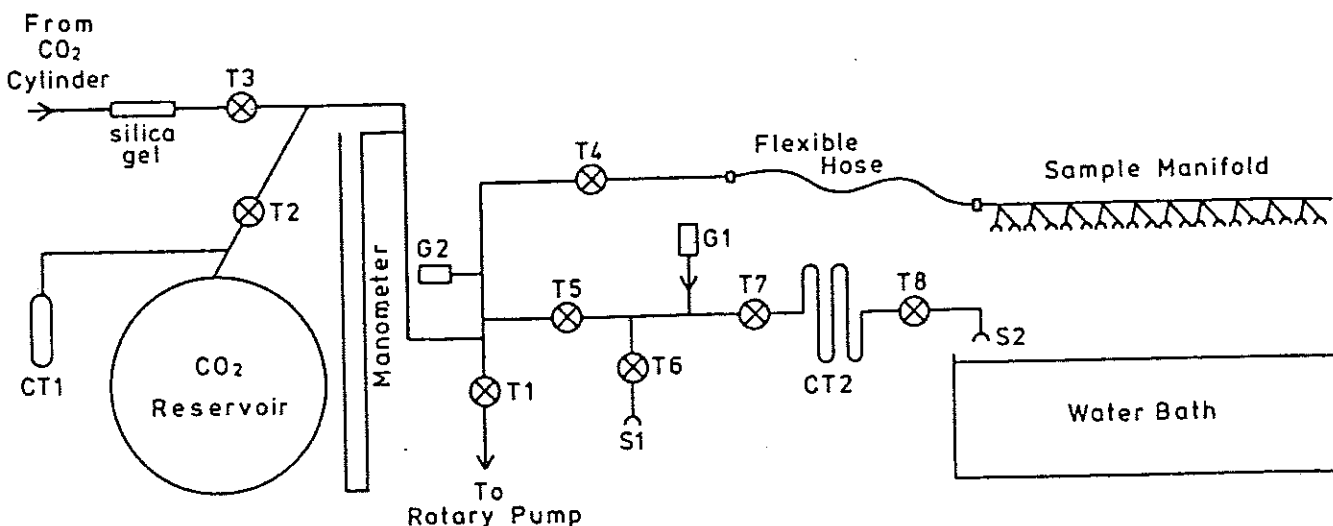 From
CO₂
Cylinder
silica
gel
T3
T2
CT1
CO₂
Reservoir
Manometer
G2
T4
Flexible
Hose
Sample Manifold
G1
T5
T7
T8
T6
S1
CT2
S2
T1
To
Rotary Pump
Water Bath